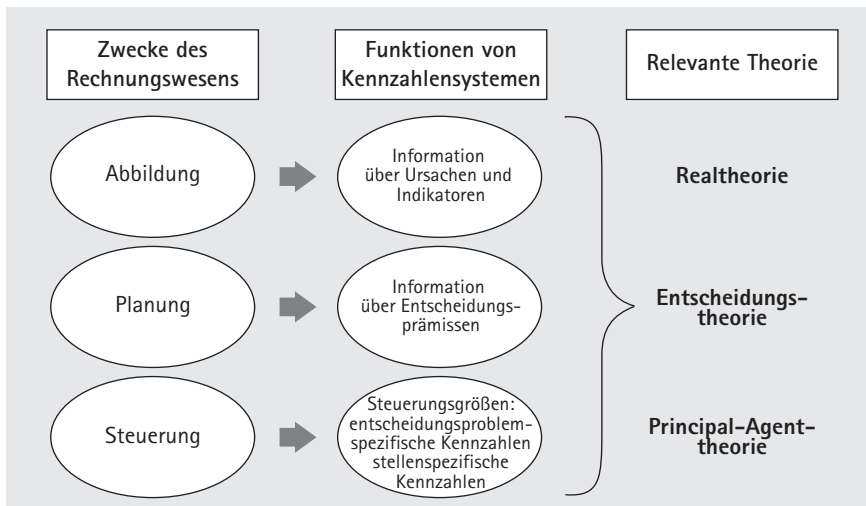 Zwecke des
Rechnungswesens
Funktionen von
Kennzahlensystemen
Relevante Theorie
Abbildung
Information
über Ursachen und
Indikatoren
Realtheorie
Planung
Information
über Entscheidungs-
prämissen
Entscheidungs-
theorie
Steuerung
Steuerungsgrößen:
entscheidungsproblem-
spezifische Kennzahlen
stellenspezifische
Kennzahlen
Principal-Agent-
theorie